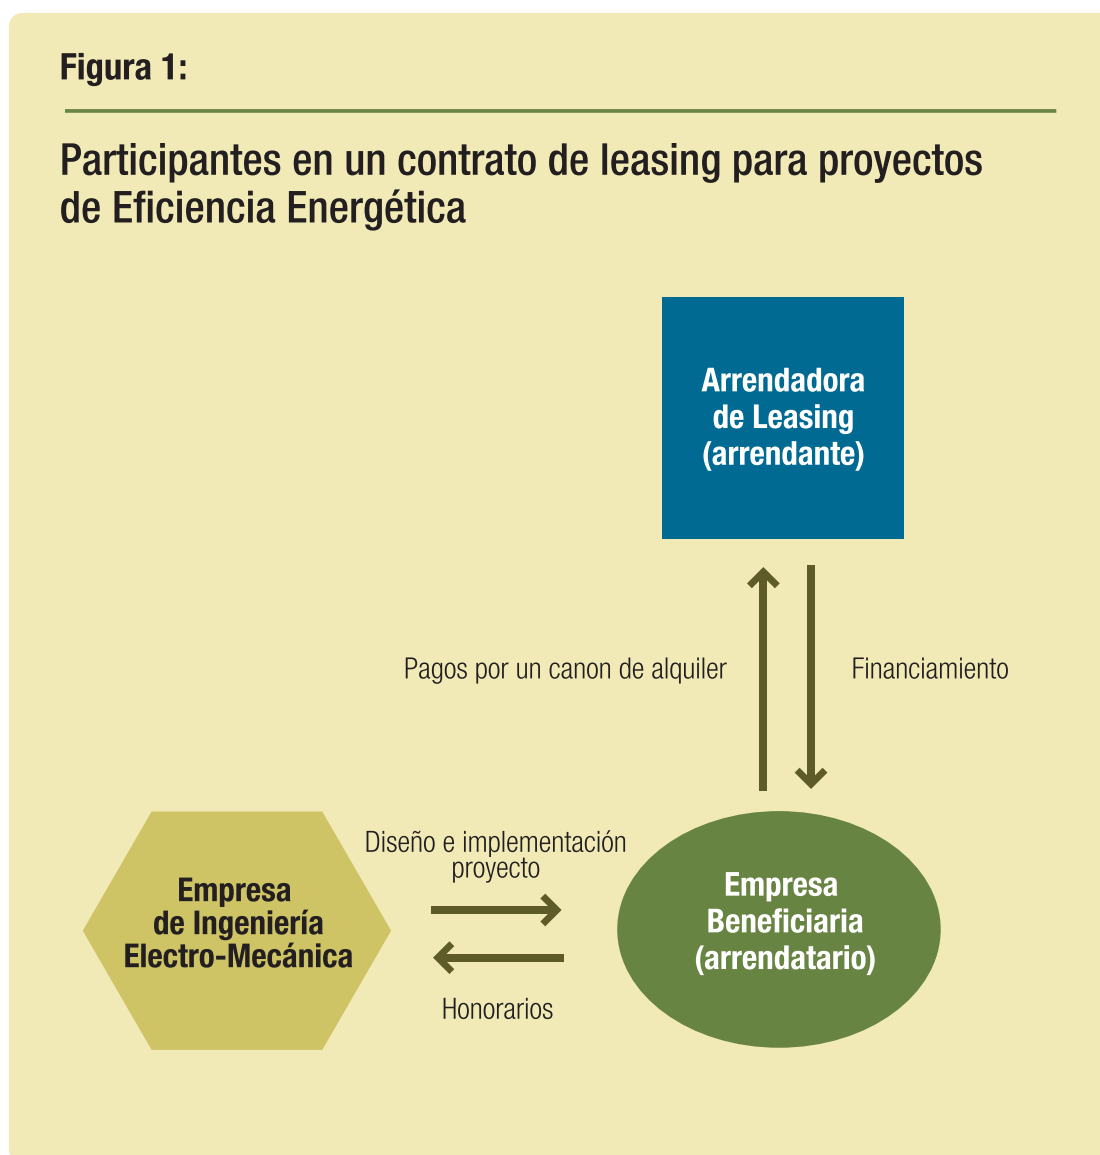 Figura 1:
Participantes en un contrato de leasing para proyectos
de Eficiencia Energética
Arrendadora
de Leasing
(arrendante)
Pagos por un canon de alquiler
Financiamiento
Diseño e implementación
proyecto
Empresa
de Ingeniería
Electro-Mecánica
Honorarios
Empresa
Beneficiaria
(arrendatario)